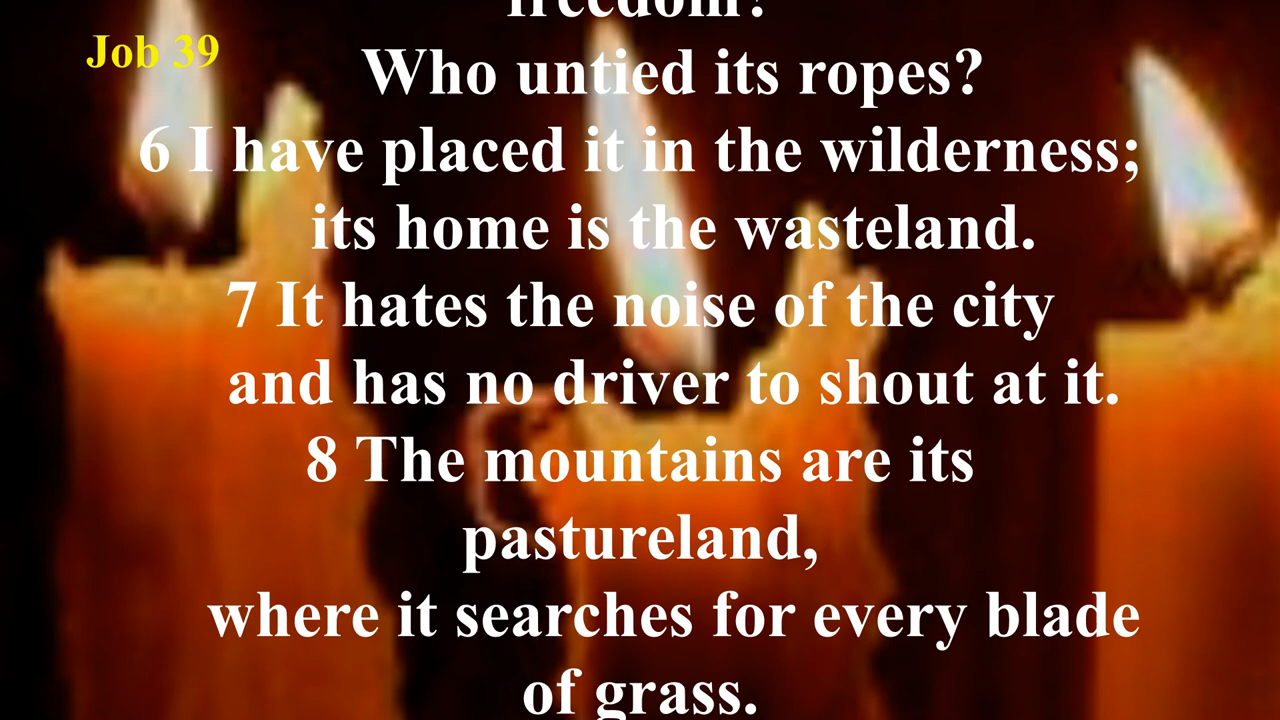 freedom?
Job 39
Who untied its ropes?
6 I have placed it in the wilderness;
its home is the wasteland.
7 It hates the noise of the city
and has no driver to shout at it.
8 The mountains are its
pastureland,
where it searches for every blade
of grass.